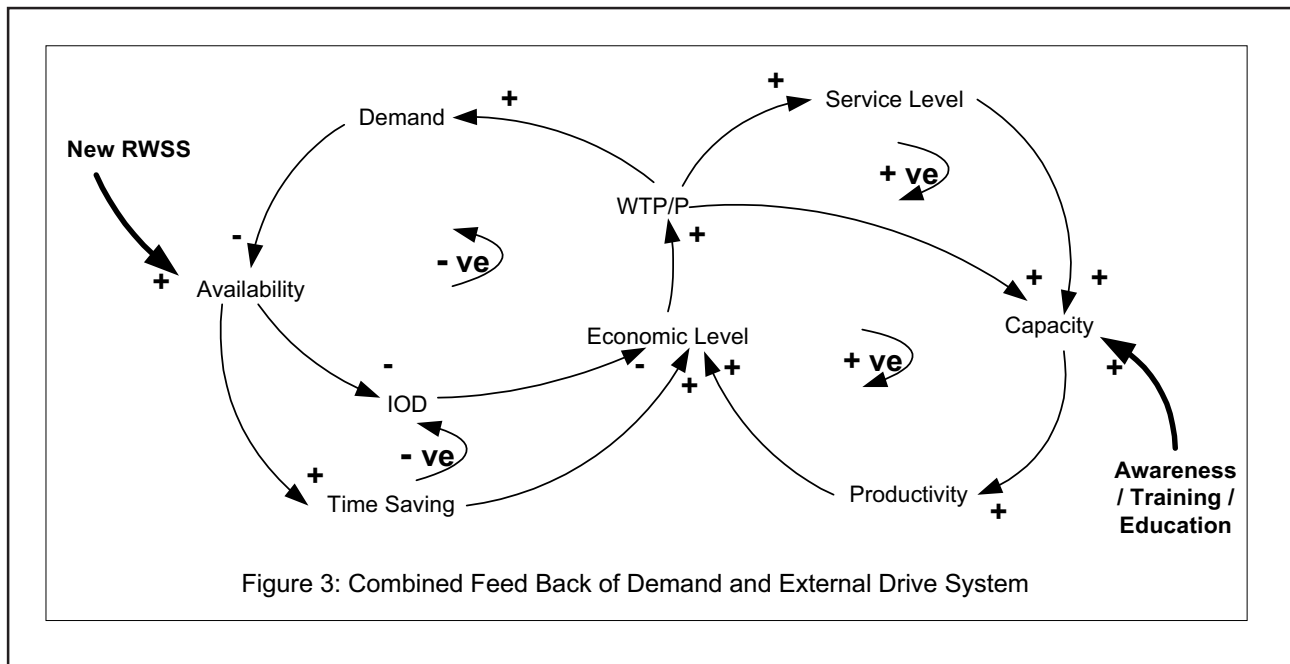 +
Service Level
+
Demand
New RWSS
+ ve
WTP/P
-
+
- ve
+
Availability
+
+
Capacity
Economic Level
-
-
+
+
+ ve
+
IOD
- ve
+
Time Saving
Productivity
+
Awareness
/ Training /
Education
Figure 3: Combined Feed Back of Demand and External Drive System